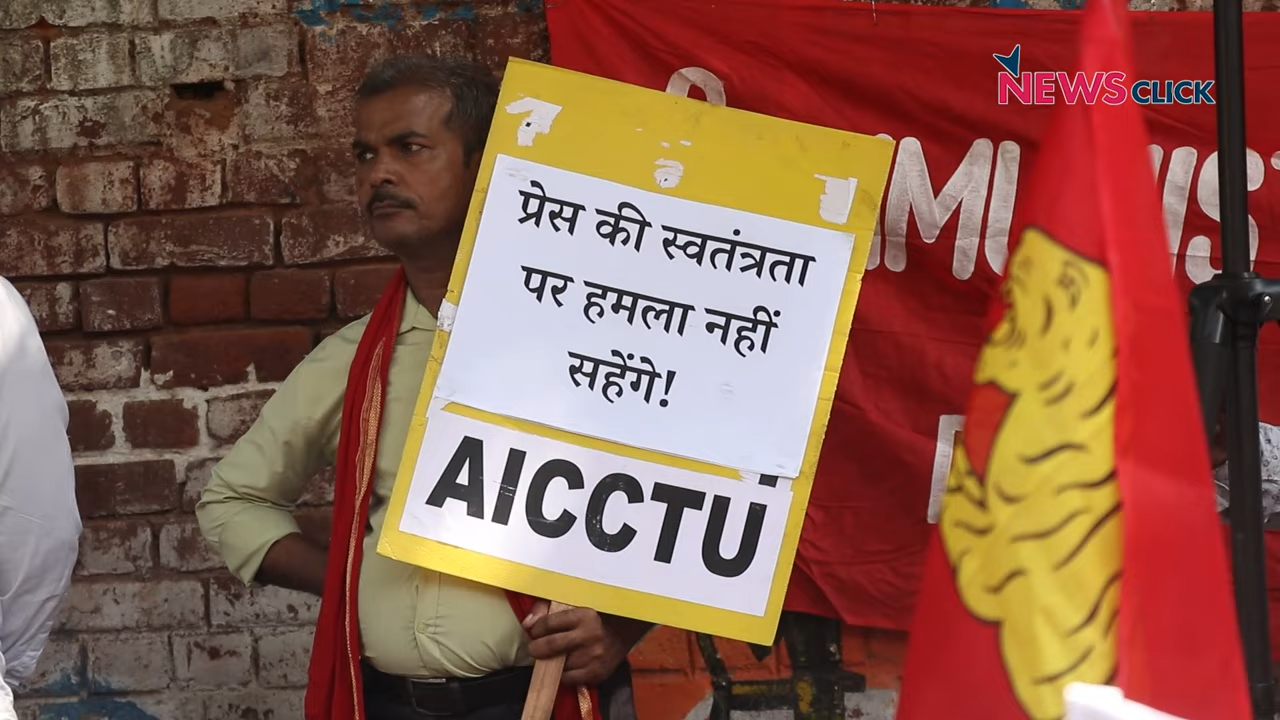 NEWSCLICK
प्रेस की स्वतंत्रता
पर हमला नहीं
सहेंगे!
AICCTU